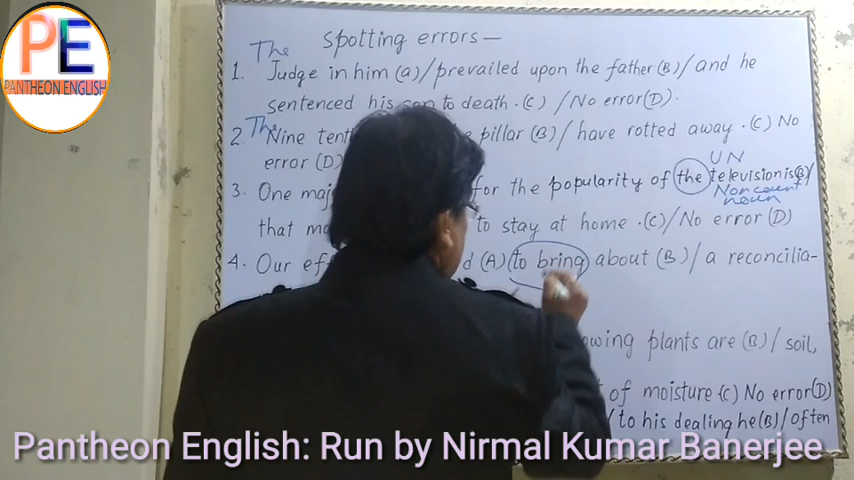 PE
PANTHEON ENGLISH
Spotting errors—
The
1. Judge in him (a)/prevailed upon the father (B)/and he
sentenced his son to death. (C) / No error (D).
The
2. Nine tent pillar (B)/have rotted away. (C) No
error (D)
UN
3. One maj for the popularity of the television is (B)/
Noncount
noun
that ma to stay at home. (C)/No error (D)
4. Our eff (A) (to bring about (B)/a reconcilia-
owing plants are (B)/soil,
of moisture (C) No error (D)
/to his dealing he (B)/often
Pantheon English: Run by Nirmal Kumar Banerjee